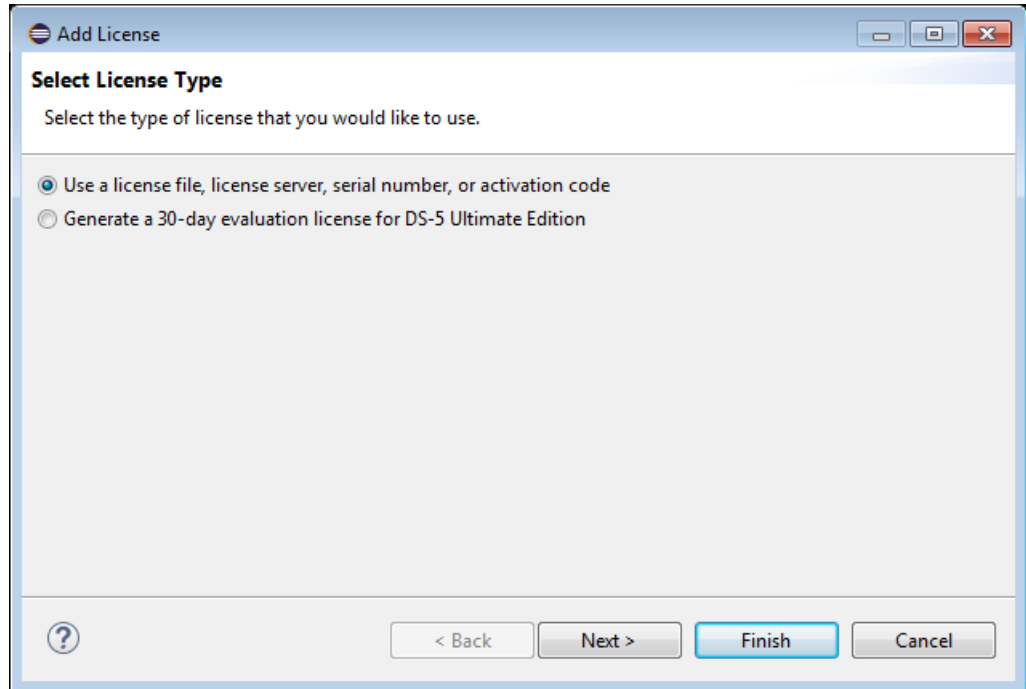 Add License
Select License Type
Select the type of license that you would like to use.
Use a license file, license server, serial number, or activation code
Generate a 30-day evaluation license for DS-5 Ultimate Edition
?
< Back
Next >
Finish
Cancel